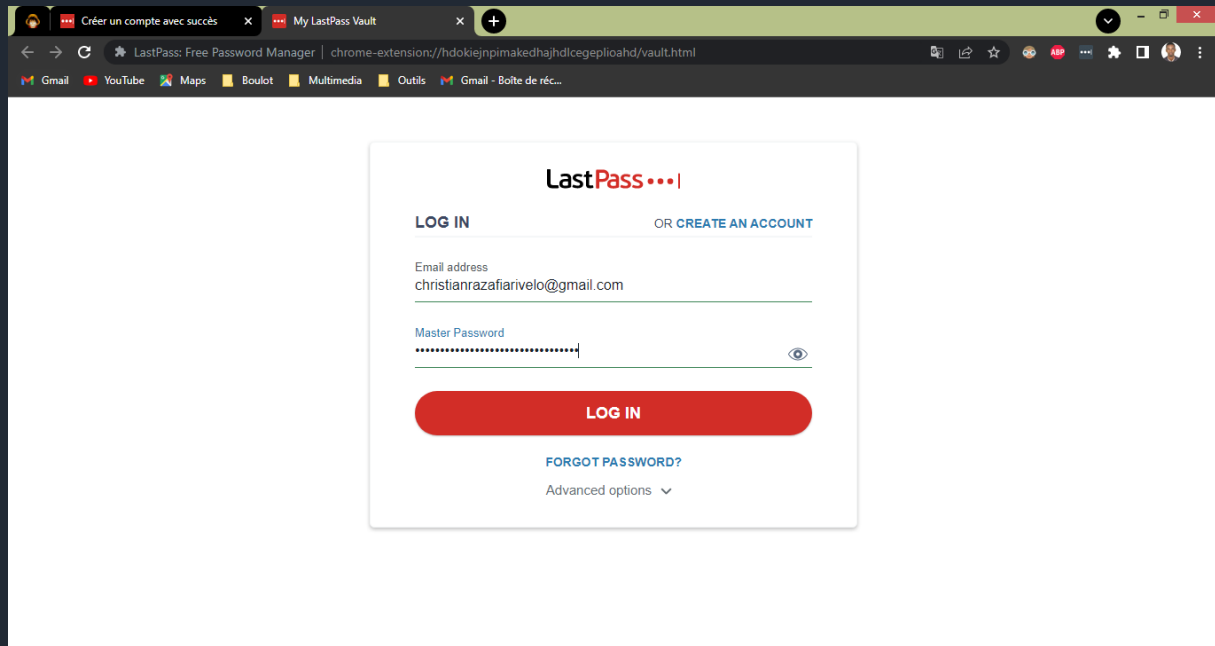 Créer un compte avec succès
My LastPass Vault
LastPass: Free Password Manager | chrome-extension://hdokiejnpimakedhajhdlcegeplioahd/vault.html
ABP
Gmail YouTube Maps Boulot Multimedia Outils Gmail - Boîte de réc...
LastPass
LOG IN OR CREATE AN ACCOUNT
Email address
christianrazafiarivelo@gmail.com
Master Password
•••••••••••••••••••••••••••••••••
LOG IN
FORGOT PASSWORD?
Advanced options